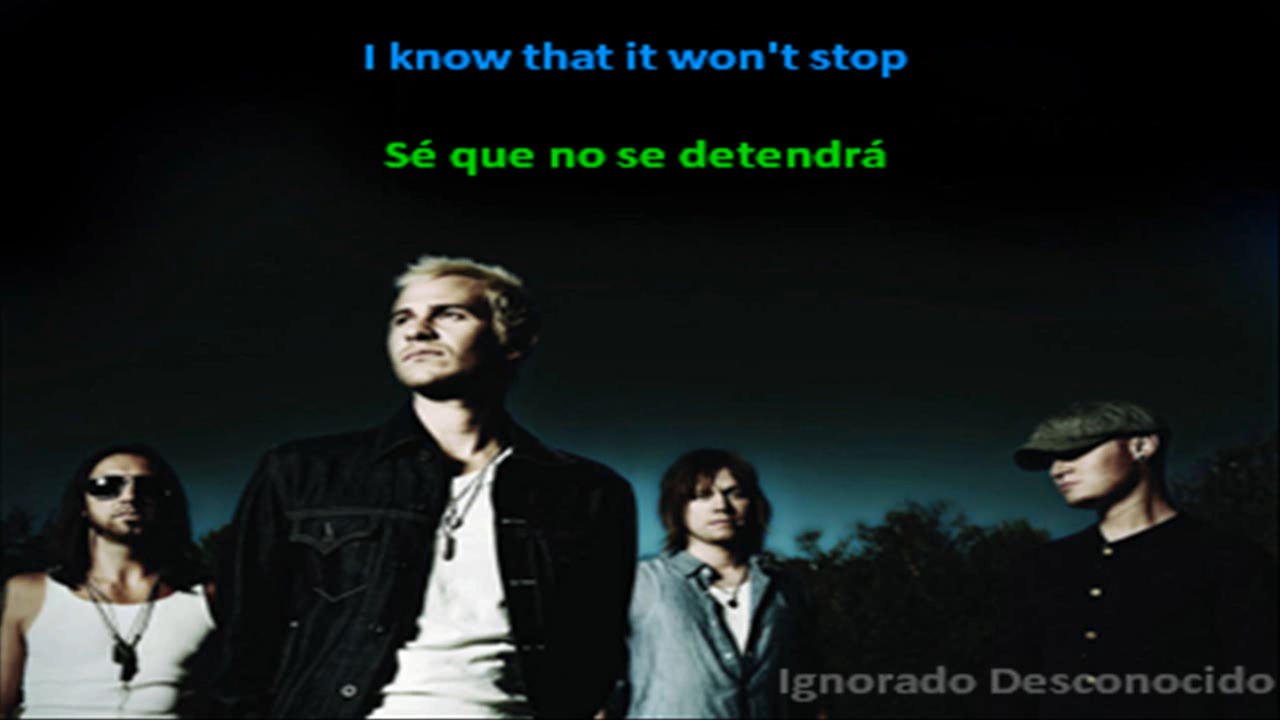 I know that it won't stop
Sé que no se detendrá
Ignorado Desconocido